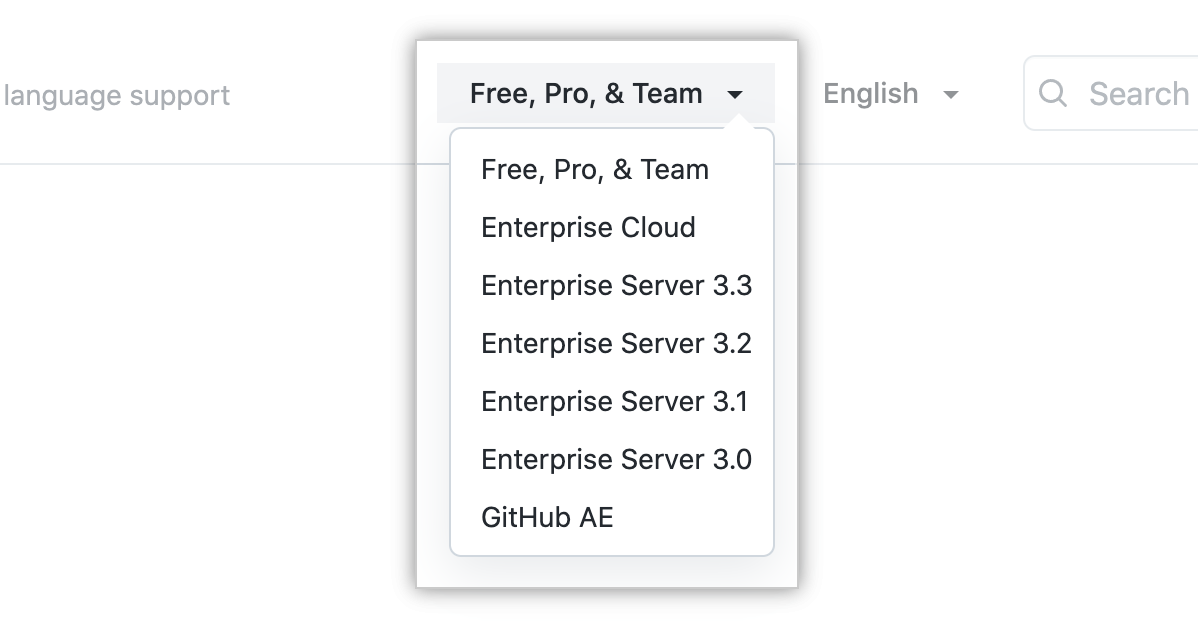 language support
Free, Pro, & Team
English
Search
Free, Pro, & Team
Enterprise Cloud
Enterprise Server 3.3
Enterprise Server 3.2
Enterprise Server 3.1
Enterprise Server 3.0
GitHub AE